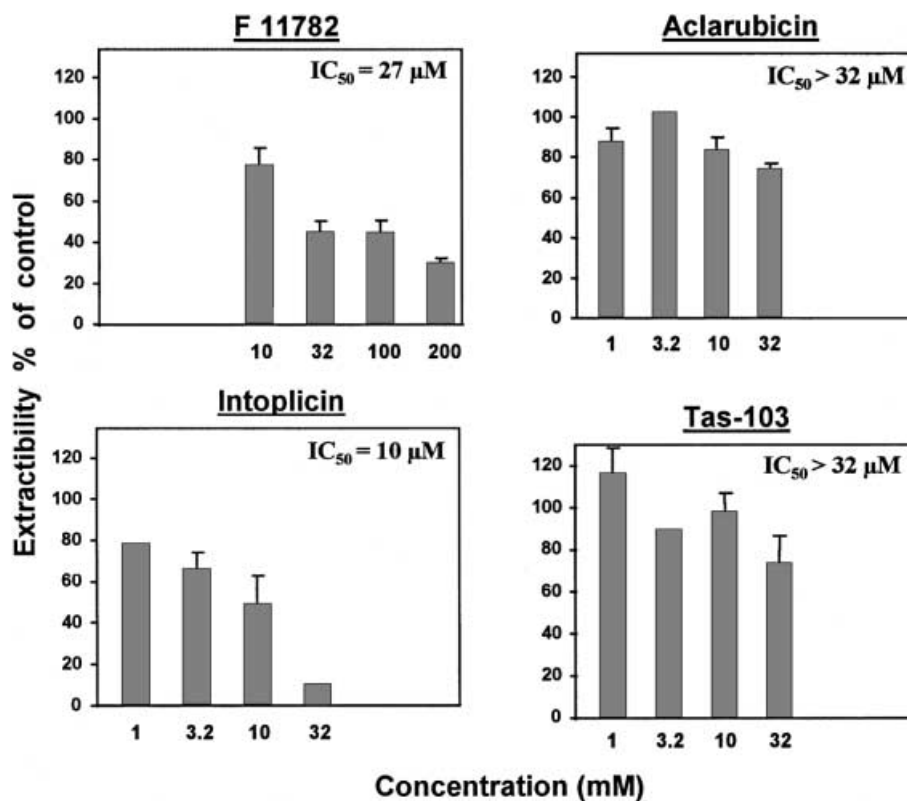 F 11782
IC50 = 27 µM
120
100
80
60
40
20
0
10 32 100 200
Aclarubicin
IC50 > 32 µM
120
100
80
60
40
20
0
1 3.2 10 32
Extractibility % of control
Intoplicin
IC50 = 10 µM
120
100
80
60
40
20
0
1 3.2 10 32
Tas-103
IC50 > 32 µM
120
100
80
60
40
20
0
1 3.2 10 32
Concentration (mM)